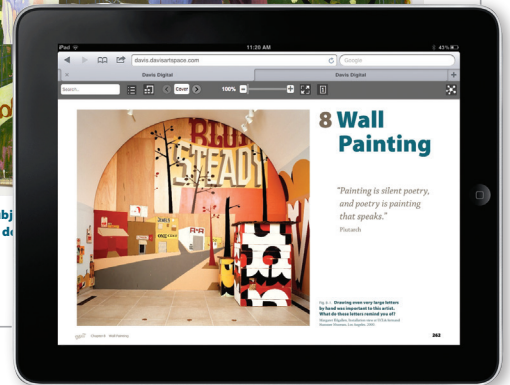 iPad
11:20 AM
43%
davis.davisartspace.com
Google
Davis Digital
Davis Digital
Search...
Cover
100%
8 Wall
Painting
"Painting is silent poetry,
and poetry is painting
that speaks."
Plutarch
STEADY
Drawing even very large letters
by hand was important to this artist.
What do these letters remind you of?
Chapter 8 Wall Painting
263